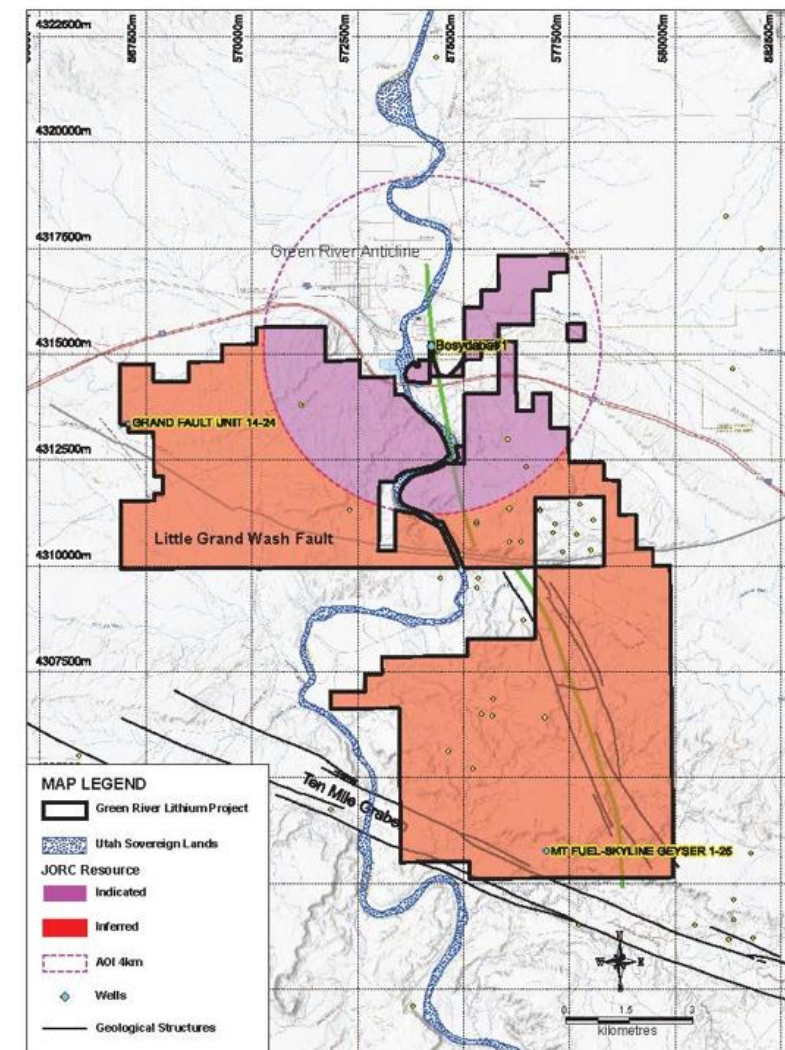 4322500m
567500m
570000m
572500m
575000m
577500m
580000m
582500m
4320000m
4317500m
Green River Anticline
4315000m
Bosydaba#1
GRAND FAULT UNIT 14-24
4312500m
Little Grand Wash Fault
4310000m
4307500m
Ten Mile Graben
MT FUEL-SKYLINE GEYSER 1-25
MAP LEGEND
Green River Lithium Project
Utah Sovereign Lands
JORC Resource
Indicated
Inferred
AOI 4km
Wells
Geological Structures
N
W
E
S
0 1.5 3
kilometres